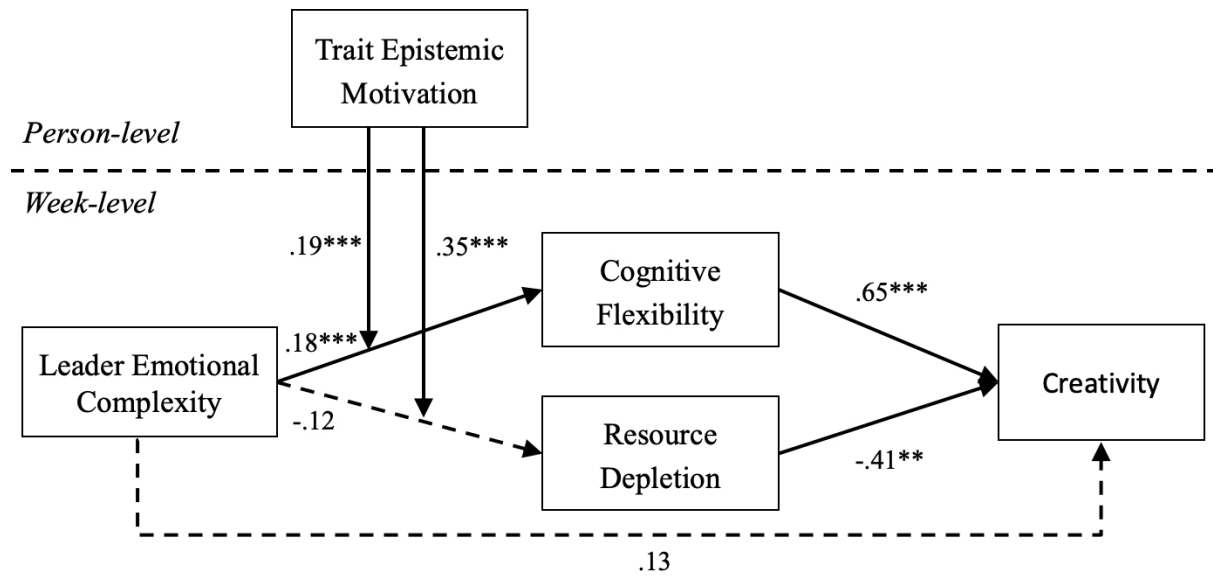 Trait Epistemic
Motivation
Person-level
Week-level
.19***
.35***
Cognitive
Flexibility
.65***
.18***
Leader Emotional
Complexity
Creativity
-.12
Resource
Depletion
-.41**
.13